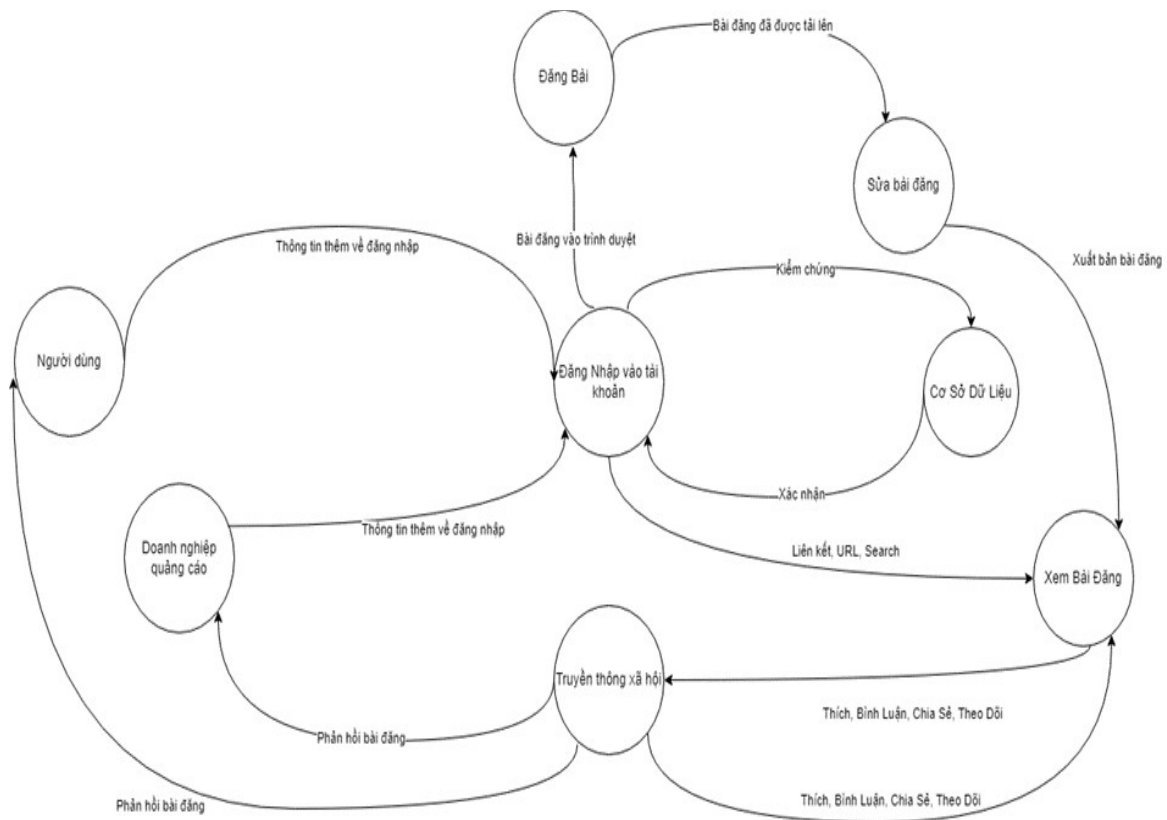 Bài đăng đã được tải lên
Đăng Bài
Sửa bài đăng
Bài đăng vào trình duyệt
Thông tin thêm về đăng nhập
Xuất bản bài đăng
Kiểm chứng
Người dùng
Đăng Nhập vào tài
khoản
Cơ Sở Dữ Liệu
Xác nhận
Thông tin thêm về đăng nhập
Doanh nghiệp
quảng cáo
Liên kết, URL, Search
Xem Bài Đăng
Truyền thông xã hội
Thích, Bình Luận, Chia Sẻ, Theo Dõi
Phản hồi bài đăng
Phản hồi bài đăng
Thích, Bình Luận, Chia Sẻ, Theo Dõi